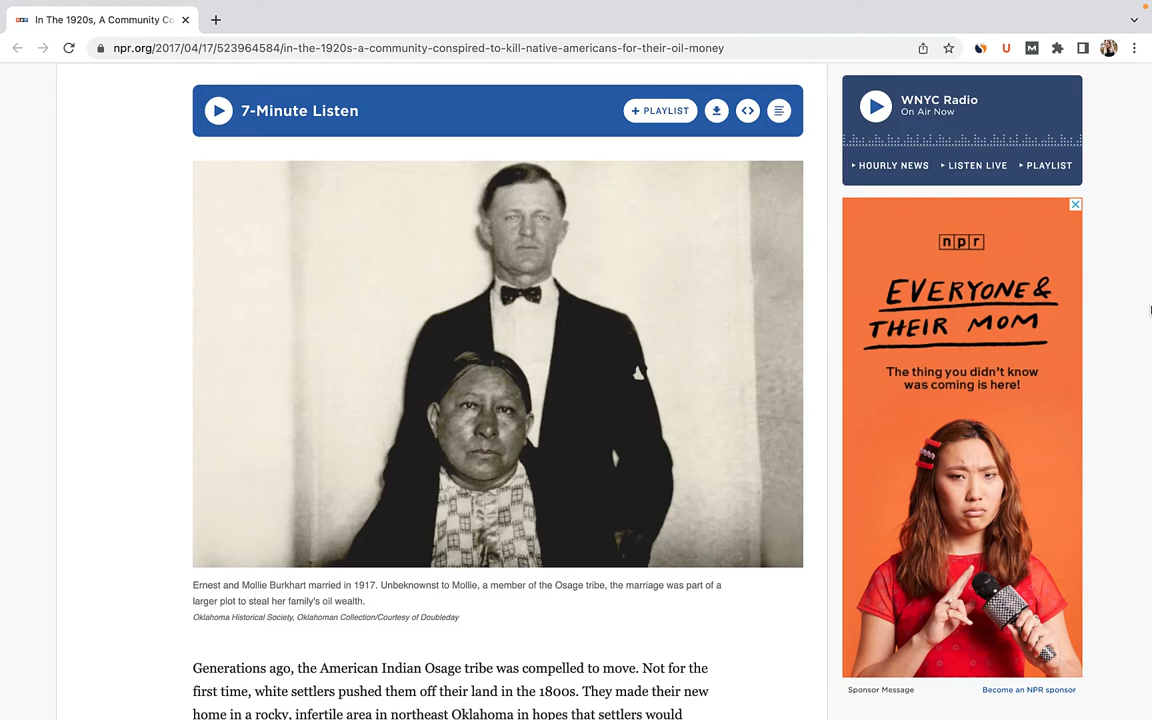 npr In The 1920s, A Community Co
npr.org/2017/04/17/523964584/in-the-1920s-a-community-conspired-to-kill-native-americans-for-their-oil-money
U
M
7-Minute Listen
+ PLAYLIST
Ernest and Mollie Burkhart married in 1917. Unbeknownst to Mollie, a member of the Osage tribe, the marriage was part of a
larger plot to steal her family's oil wealth.
Oklahoma Historical Society, Oklahoman Collection/Courtesy of Doubleday
Generations ago, the American Indian Osage tribe was compelled to move. Not for the
first time, white settlers pushed them off their land in the 1800s. They made their new
home in a rocky, infertile area in northeast Oklahoma in hopes that settlers would
WNYC Radio
On Air Now
HOURLY NEWS LISTEN LIVE PLAYLIST
npr
EVERYONE &
THEIR MOM
The thing you didn't know
was coming is here!
Sponsor Message Become an NPR sponsor